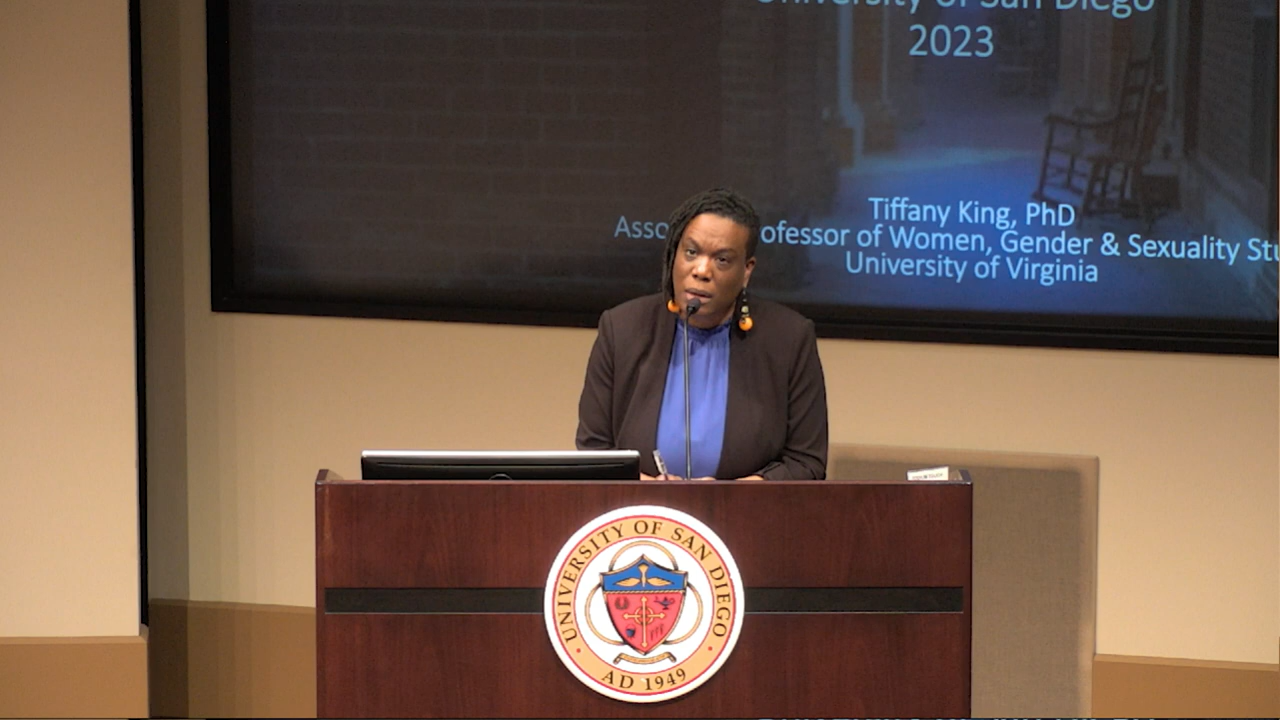 University of San Diego
2023
Tiffany King, PhD
Professor of Women, Gender & Sexuality
University of Virginia
UNIVERSITY OF SAN DIEGO
AD 1949